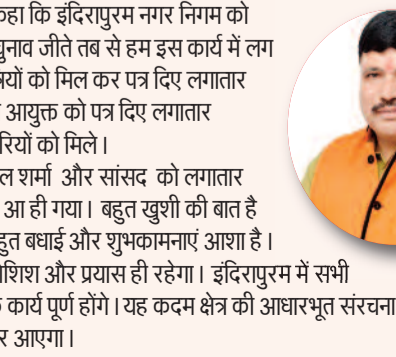 कहा कि इंदिरापुरम नगर निगम को
चुनाव जीते तब से हम इस कार्य में लग
को मिल कर पत्र दिए लगातार
आयुक्त को पत्र दिए लगातार
को मिले।
शर्मा और सांसद को लगातार
आ ही गया। बहुत खुशी की बात है
बधाई और शुभकामनाएं आशा है।
और प्रयास ही रहेगा। इंदिरापुरम में सभी
कार्य पूर्ण होंगे। यह कदम क्षेत्र की आधारभूत संरचना
आएगा।